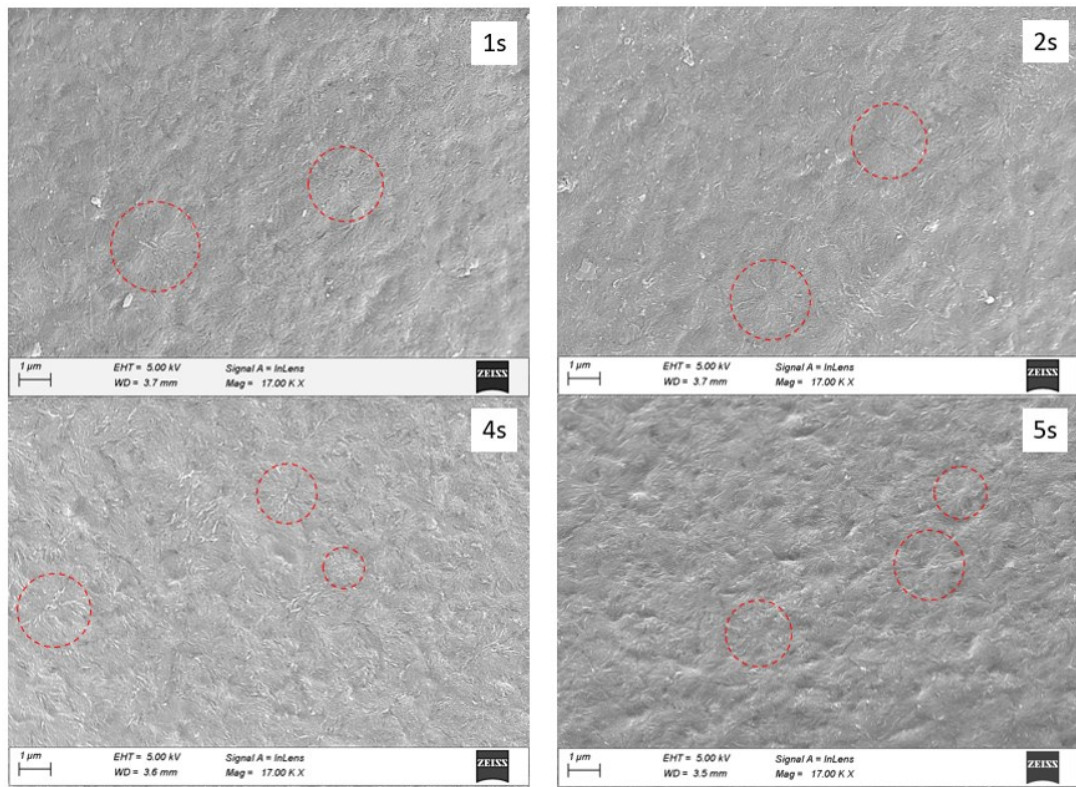 1s
1 µm EHT = 5.00 kV Signal A = InLens
WD = 3.7 mm Mag = 17.00 K X ZEISS
2s
1 µm EHT = 5.00 kV Signal A = InLens
WD = 3.7 mm Mag = 17.00 K X ZEISS
4s
1 µm EHT = 5.00 kV Signal A = InLens
WD = 3.6 mm Mag = 17.00 K X ZEISS
5s
1 µm EHT = 5.00 kV Signal A = InLens
WD = 3.5 mm Mag = 17.00 K X ZEISS